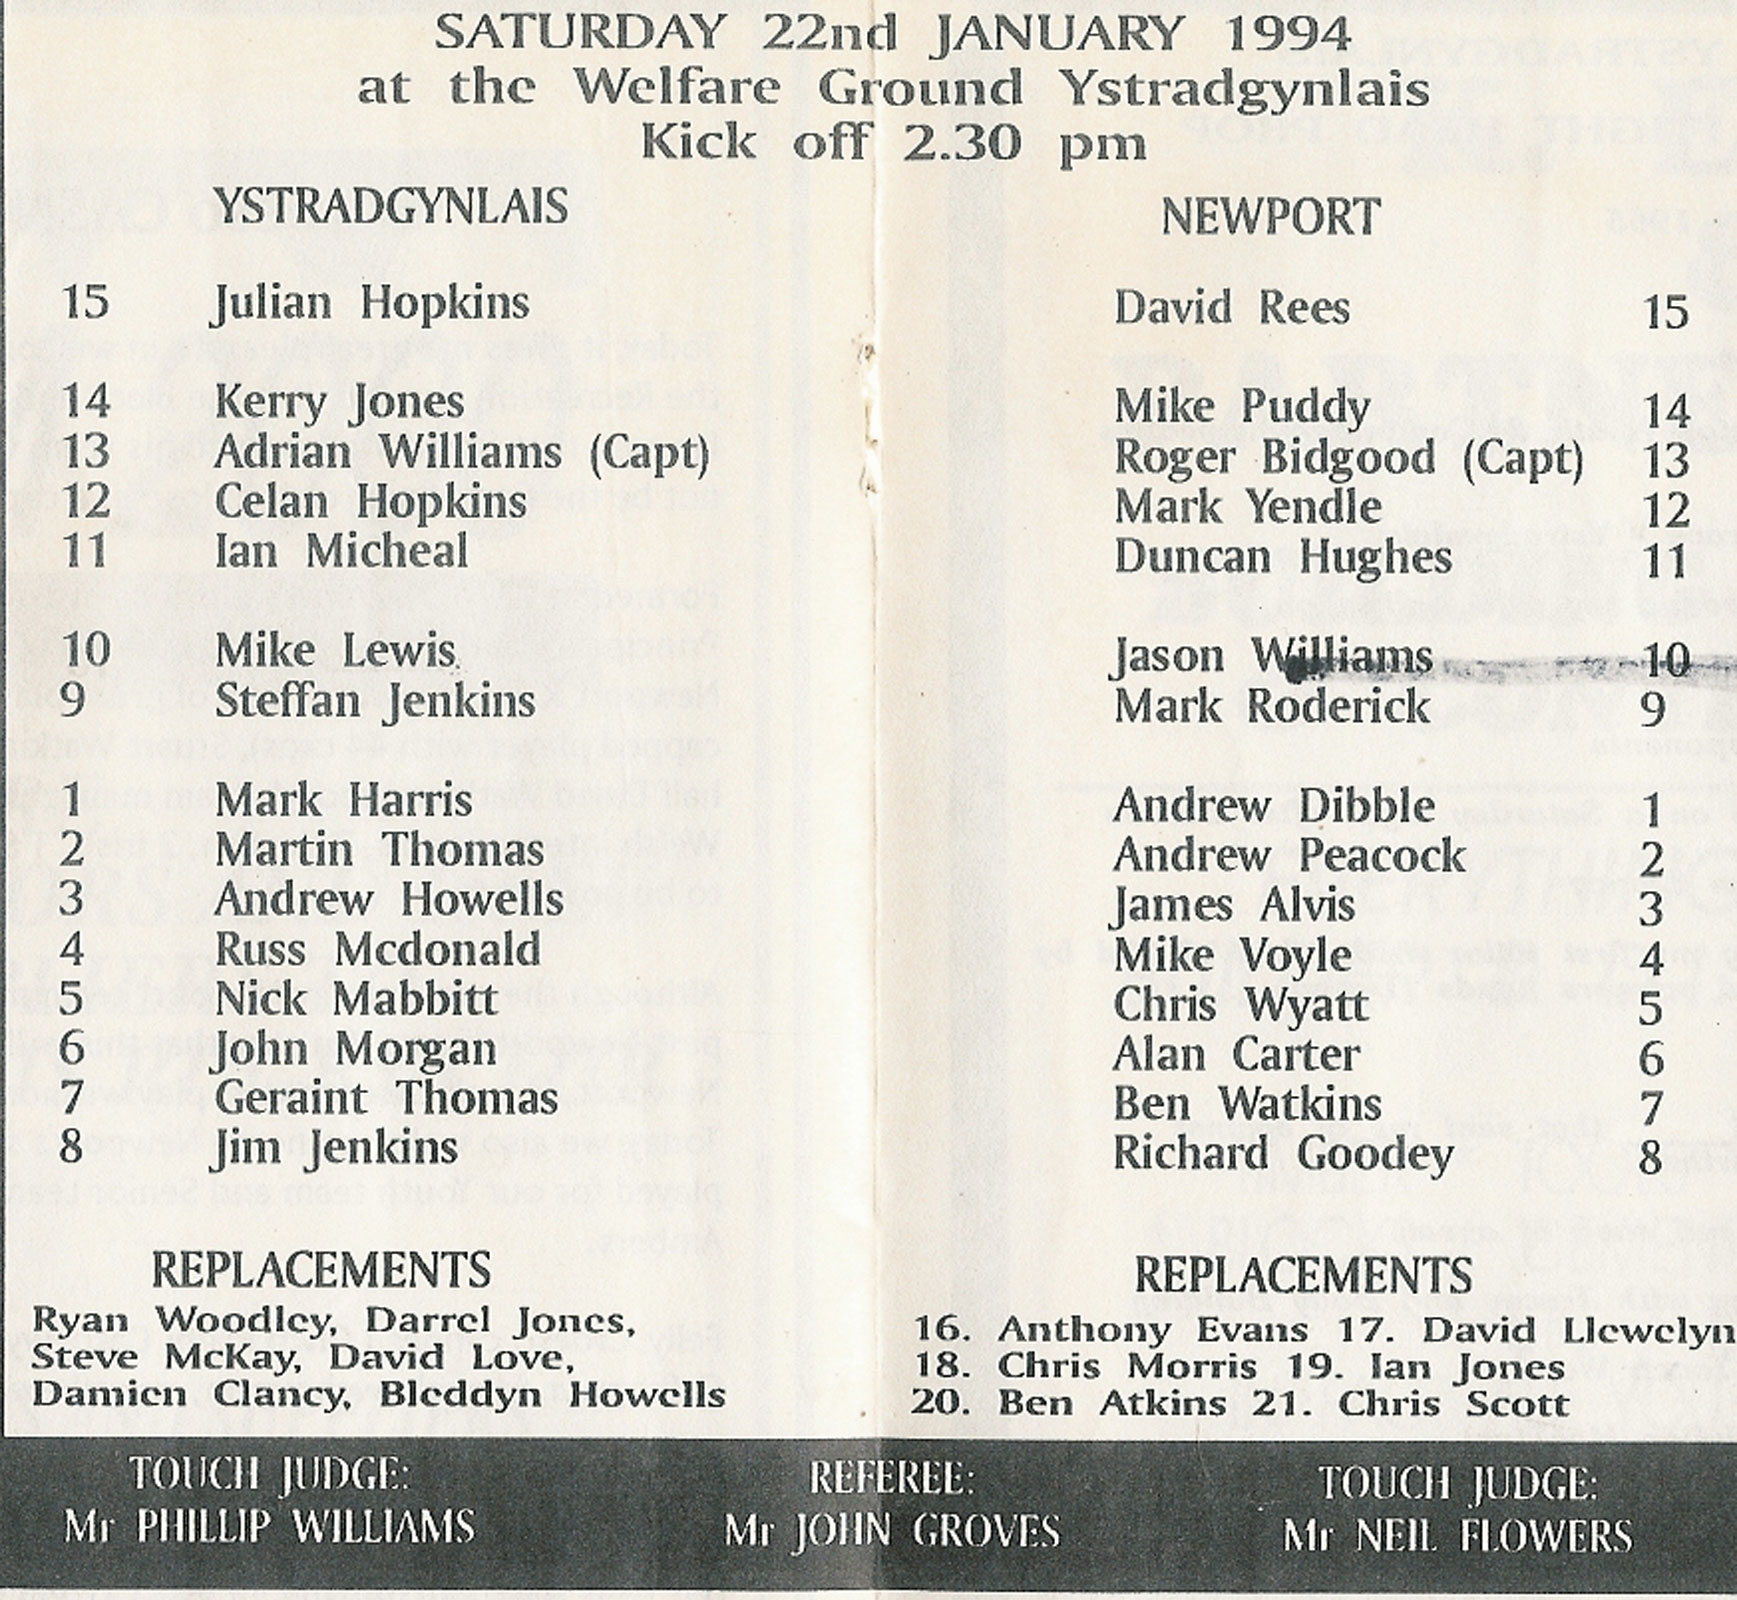 SATURDAY 22nd JANUARY 1994
at the Welfare Ground Ystradgynlais
Kick off 2.30 pm
YSTRADGYNLAIS
15 Julian Hopkins
14 Kerry Jones
13 Adrian Williams (Capt)
12 Celan Hopkins
11 Ian Micheal
10 Mike Lewis
9 Steffan Jenkins
1 Mark Harris
2 Martin Thomas
3 Andrew Howells
4 Russ Mcdonald
5 Nick Mabbitt
6 John Morgan
7 Geraint Thomas
8 Jim Jenkins
REPLACEMENTS
Ryan Woodley, Darrel Jones,
Steve McKay, David Love,
Damien Clancy, Bleddyn Howells
NEWPORT
David Rees 15
Mike Puddy 14
Roger Bidgood (Capt) 13
Mark Yendle 12
Duncan Hughes 11
Jason Williams 10
Mark Roderick 9
Andrew Dibble 1
Andrew Peacock 2
James Alvis 3
Mike Voyle 4
Chris Wyatt 5
Alan Carter 6
Ben Watkins 7
Richard Goodey 8
REPLACEMENTS
16. Anthony Evans 17. David Llewelyn
18. Chris Morris 19. Ian Jones
20. Ben Atkins 21. Chris Scott
TOUCH JUDGE:
Mr PHILLIP WILLIAMS
REFEREE:
Mr JOHN GROVES
TOUCH JUDGE:
Mr NEIL FLOWERS